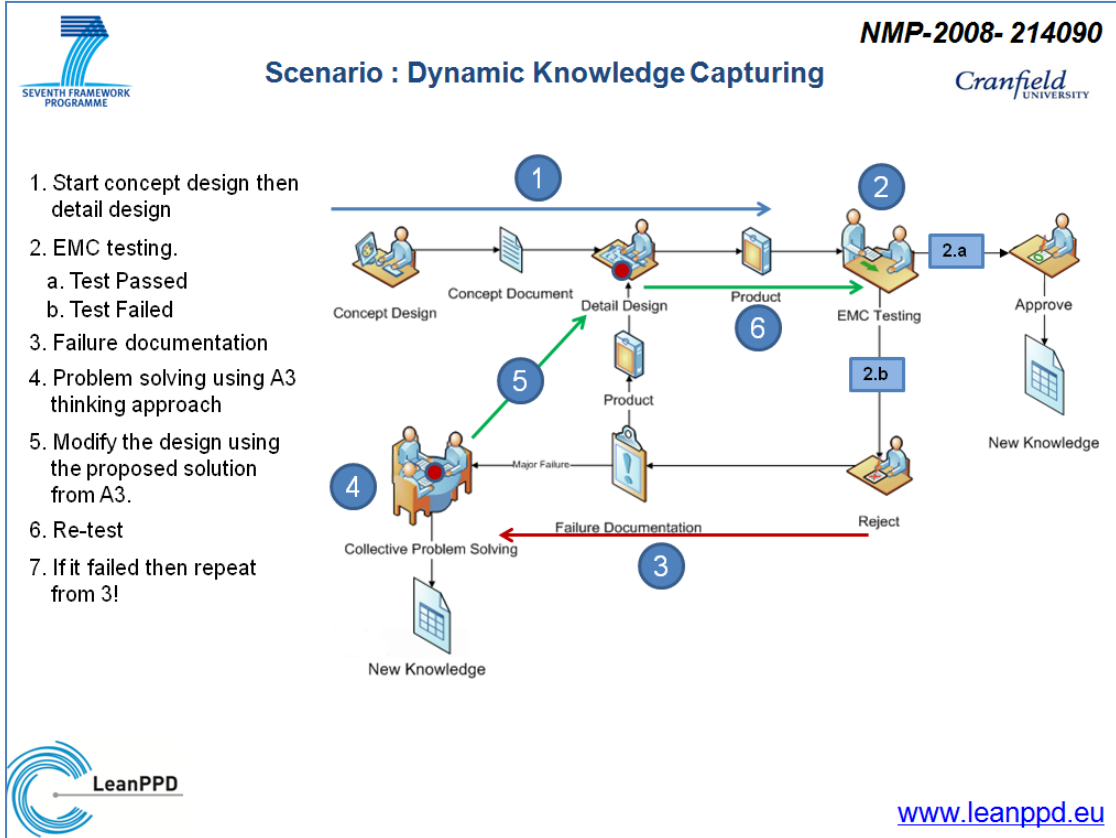 NMP-2008- 214090
SEVENTH FRAMEWORK
PROGRAMME
Scenario : Dynamic Knowledge Capturing
Cranfield
UNIVERSITY
1. Start concept design then
detail design
2. EMC testing.
a. Test Passed
b. Test Failed
3. Failure documentation
4. Problem solving using A3
thinking approach
5. Modify the design using
the proposed solution
from A3.
6. Re-test
7. If it failed then repeat
from 3!
1
2
2.a
Concept Design
Concept Document
Detail Design
Product
6
EMC Testing
Approve
2.b
5
Product
New Knowledge
4
Major Failure
Failure Documentation
Reject
Collective Problem Solving
3
New Knowledge
LeanPPD
www.leanppd.eu